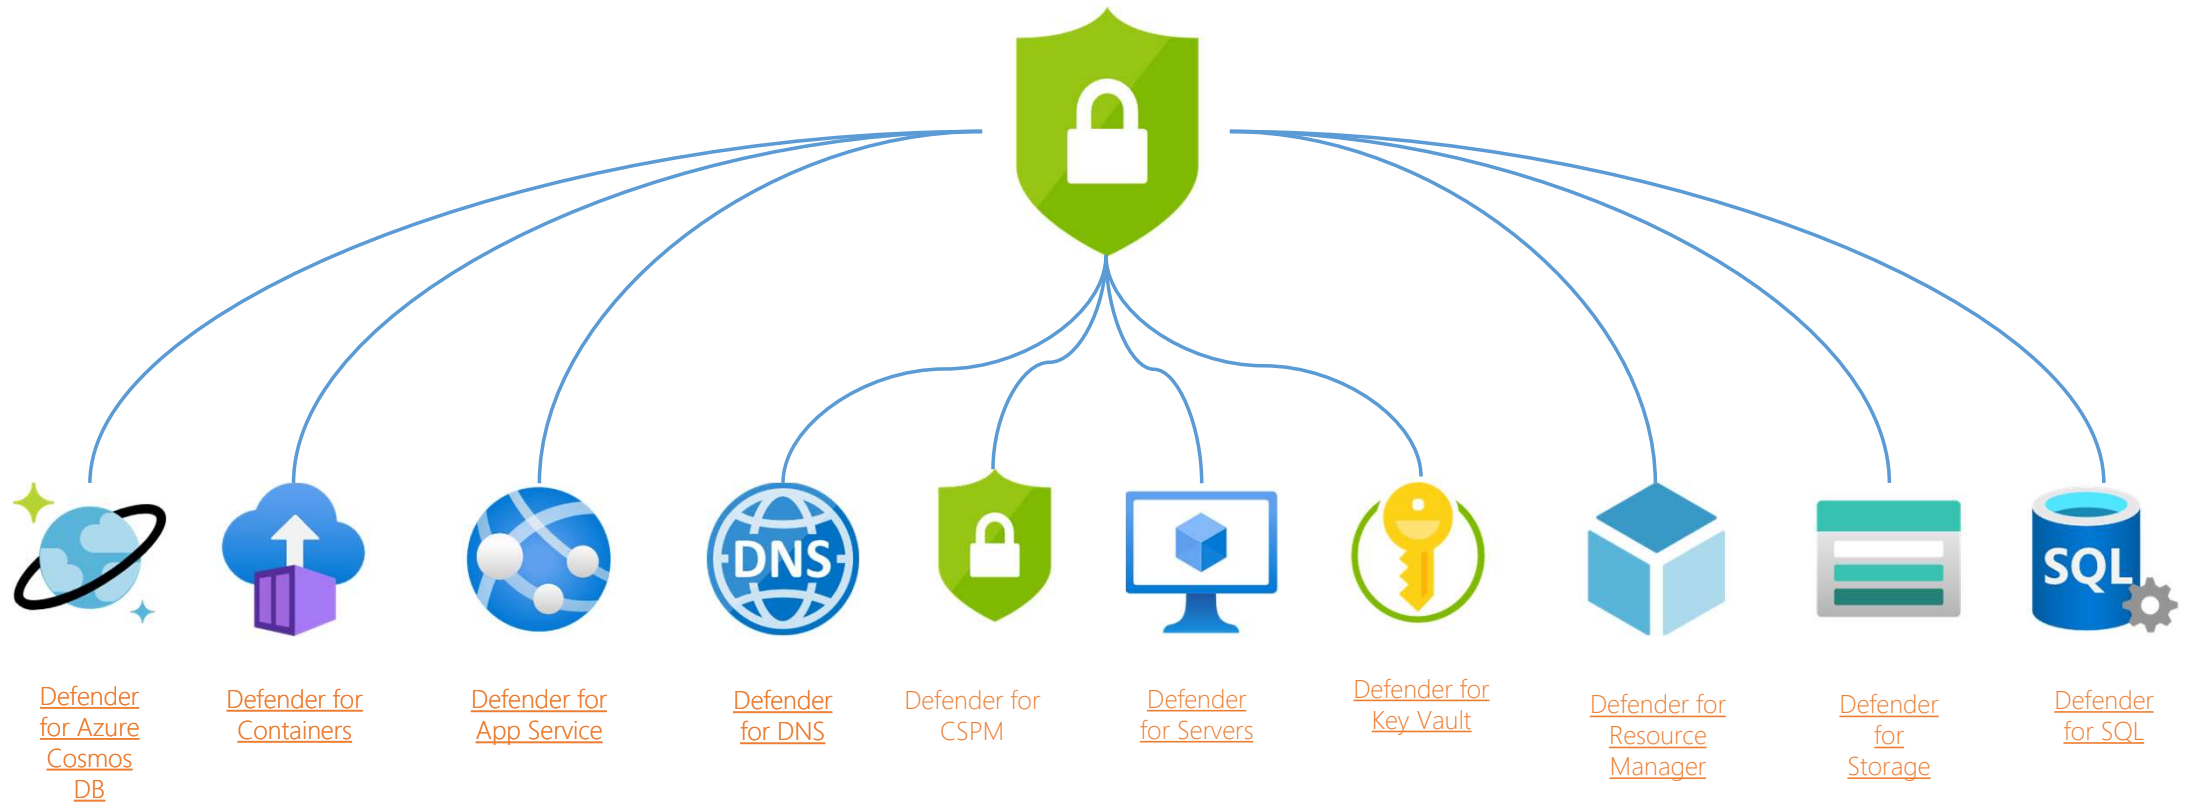 DNS
SQL
Defender
for Azure
Cosmos
DB
Defender for
Containers
Defender for
App Service
Defender
for DNS
Defender for
CSPM
Defender
for Servers
Defender for
Key Vault
Defender for
Resource
Manager
Defender
for
Storage
Defender
for SQL